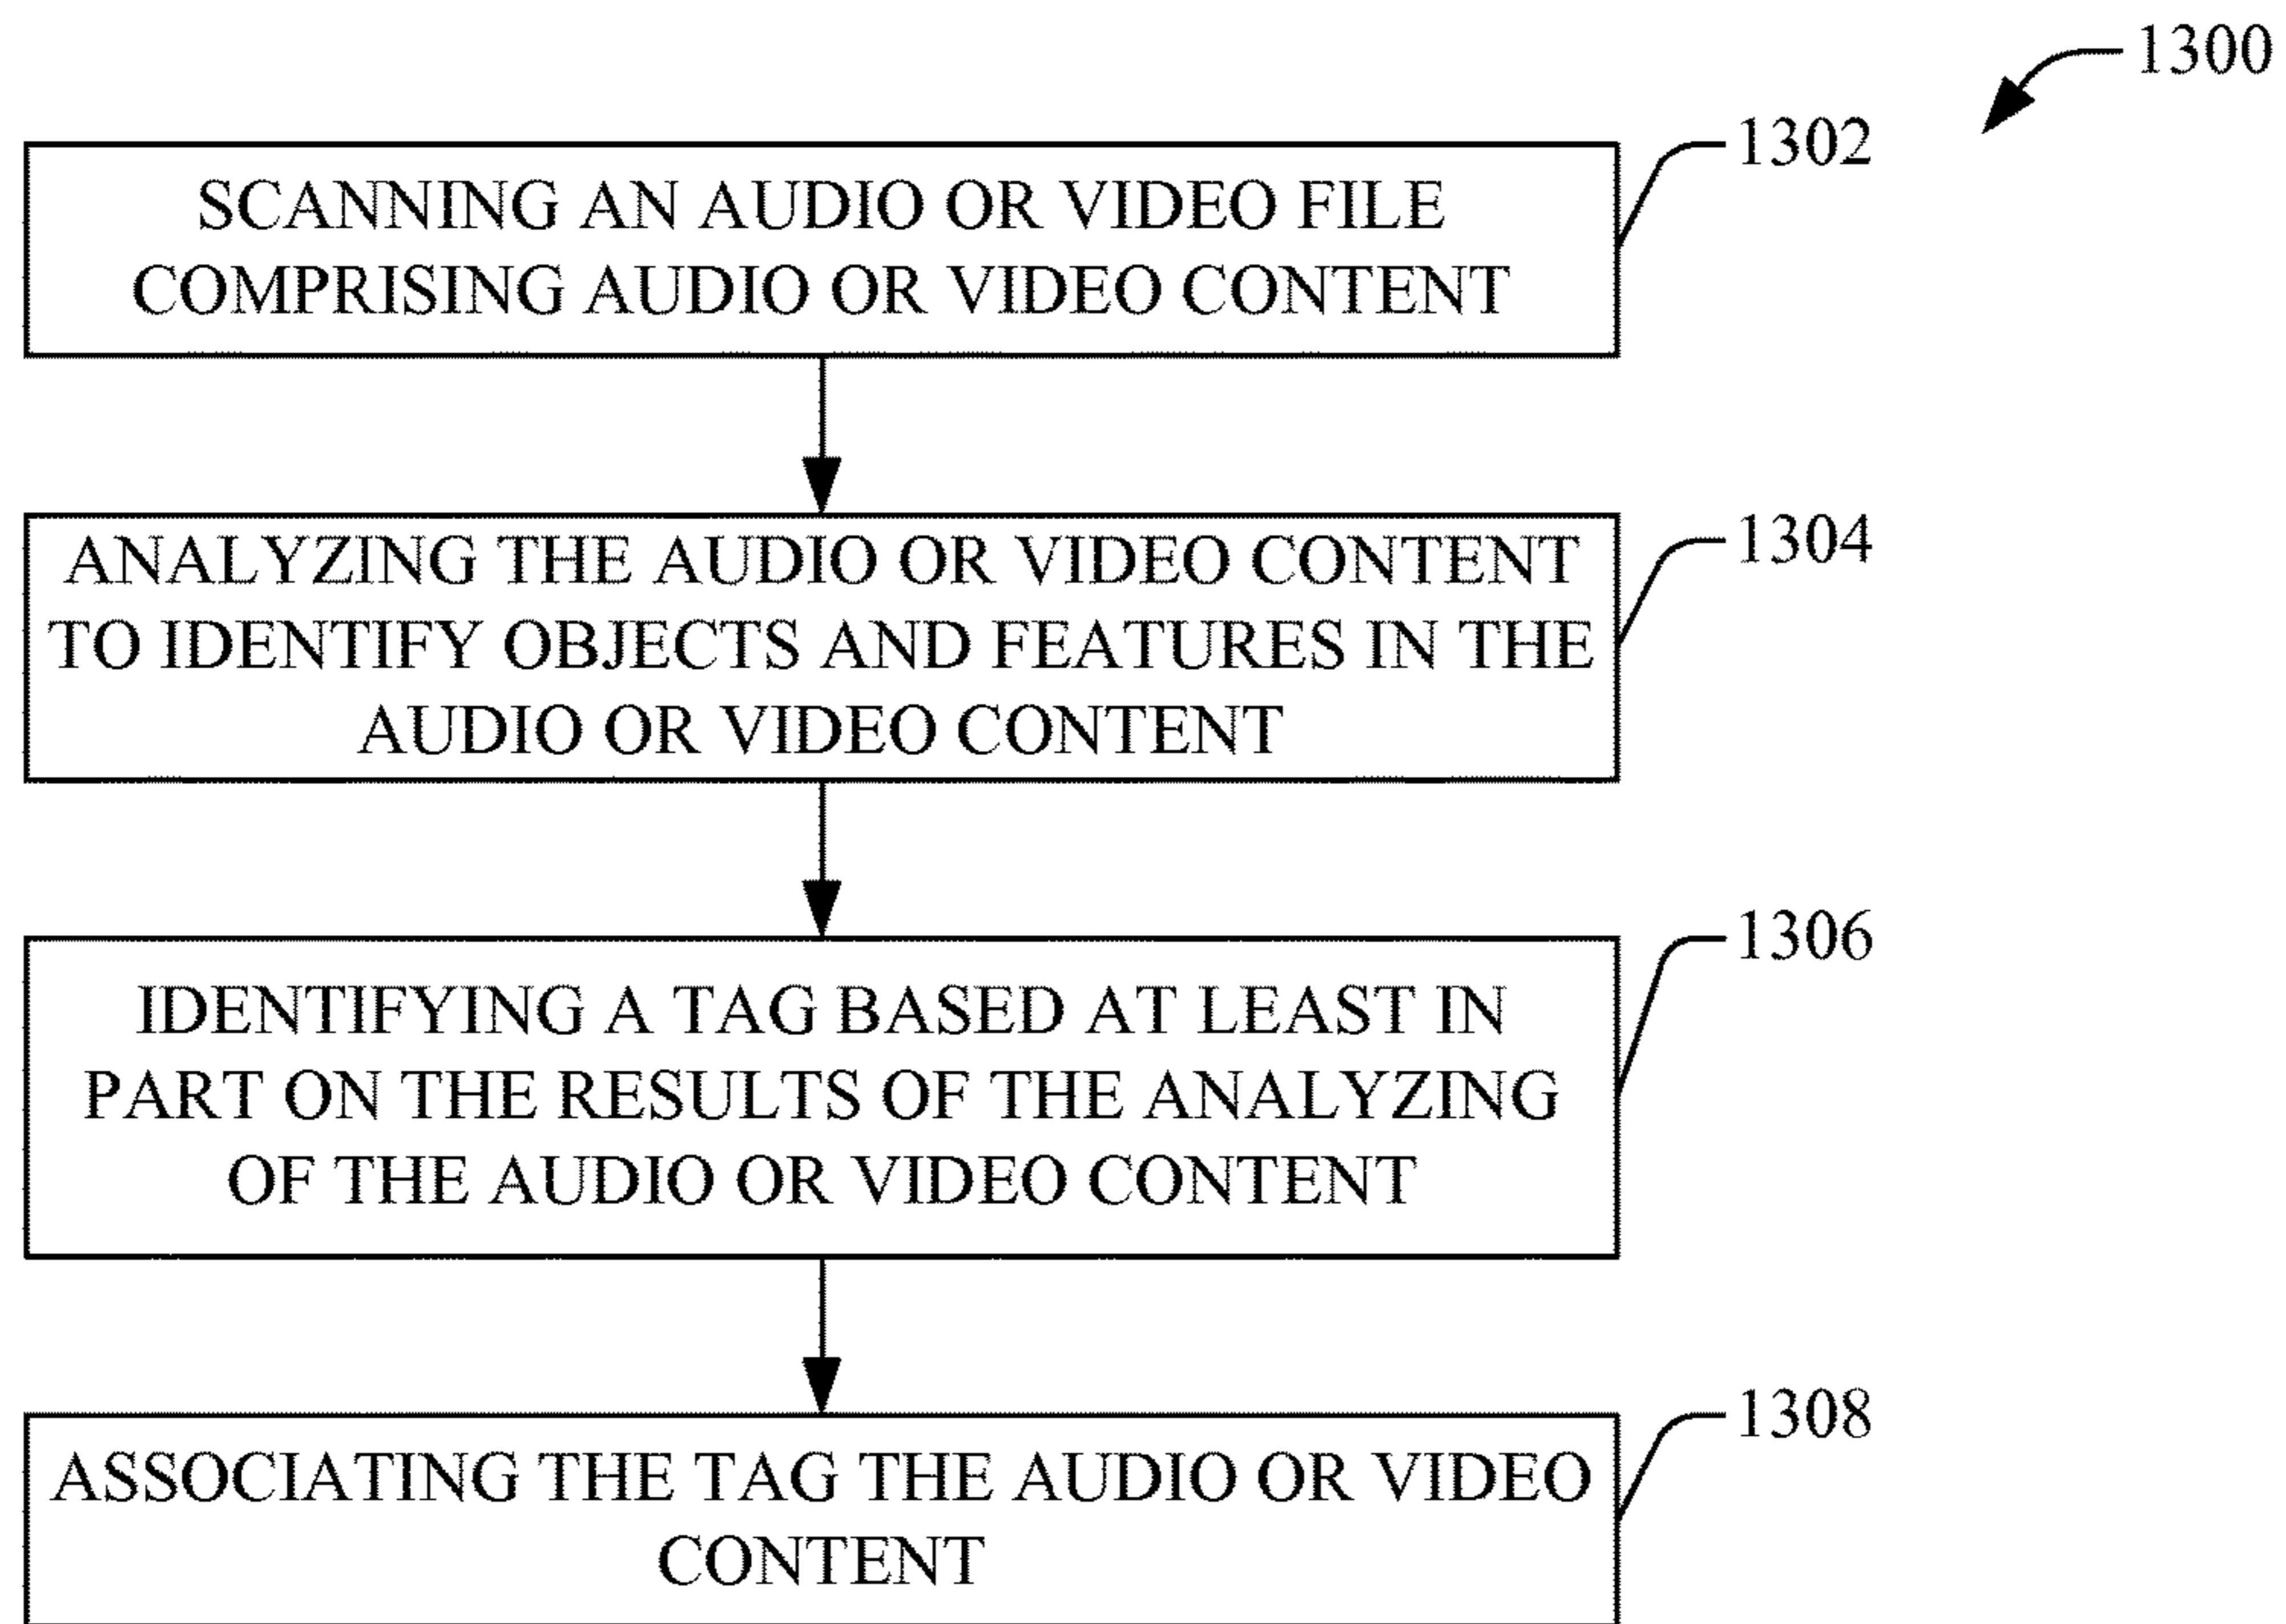 1300
1302
SCANNING AN AUDIO OR VIDEO FILE
COMPRISING AUDIO OR VIDEO CONTENT
1304
ANALYZING THE AUDIO OR VIDEO CONTENT
TO IDENTIFY OBJECTS AND FEATURES IN THE
AUDIO OR VIDEO CONTENT
1306
IDENTIFYING A TAG BASED AT LEAST IN
PART ON THE RESULTS OF THE ANALYZING
OF THE AUDIO OR VIDEO CONTENT
1308
ASSOCIATING THE TAG THE AUDIO OR VIDEO
CONTENT